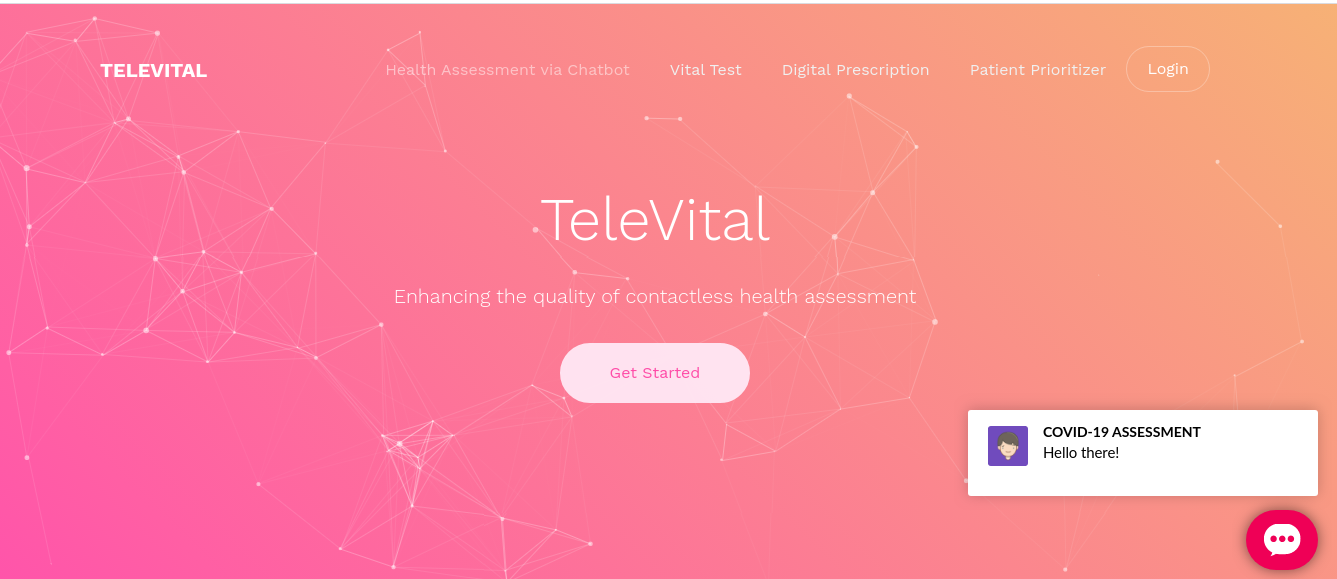 TELEVITAL
Health Assessment via Chatbot Vital Test Digital Prescription Patient Prioritizer Login
TeleVital
Enhancing the quality of contactless health assessment
Get Started
COVID-19 ASSESSMENT
Hello there!